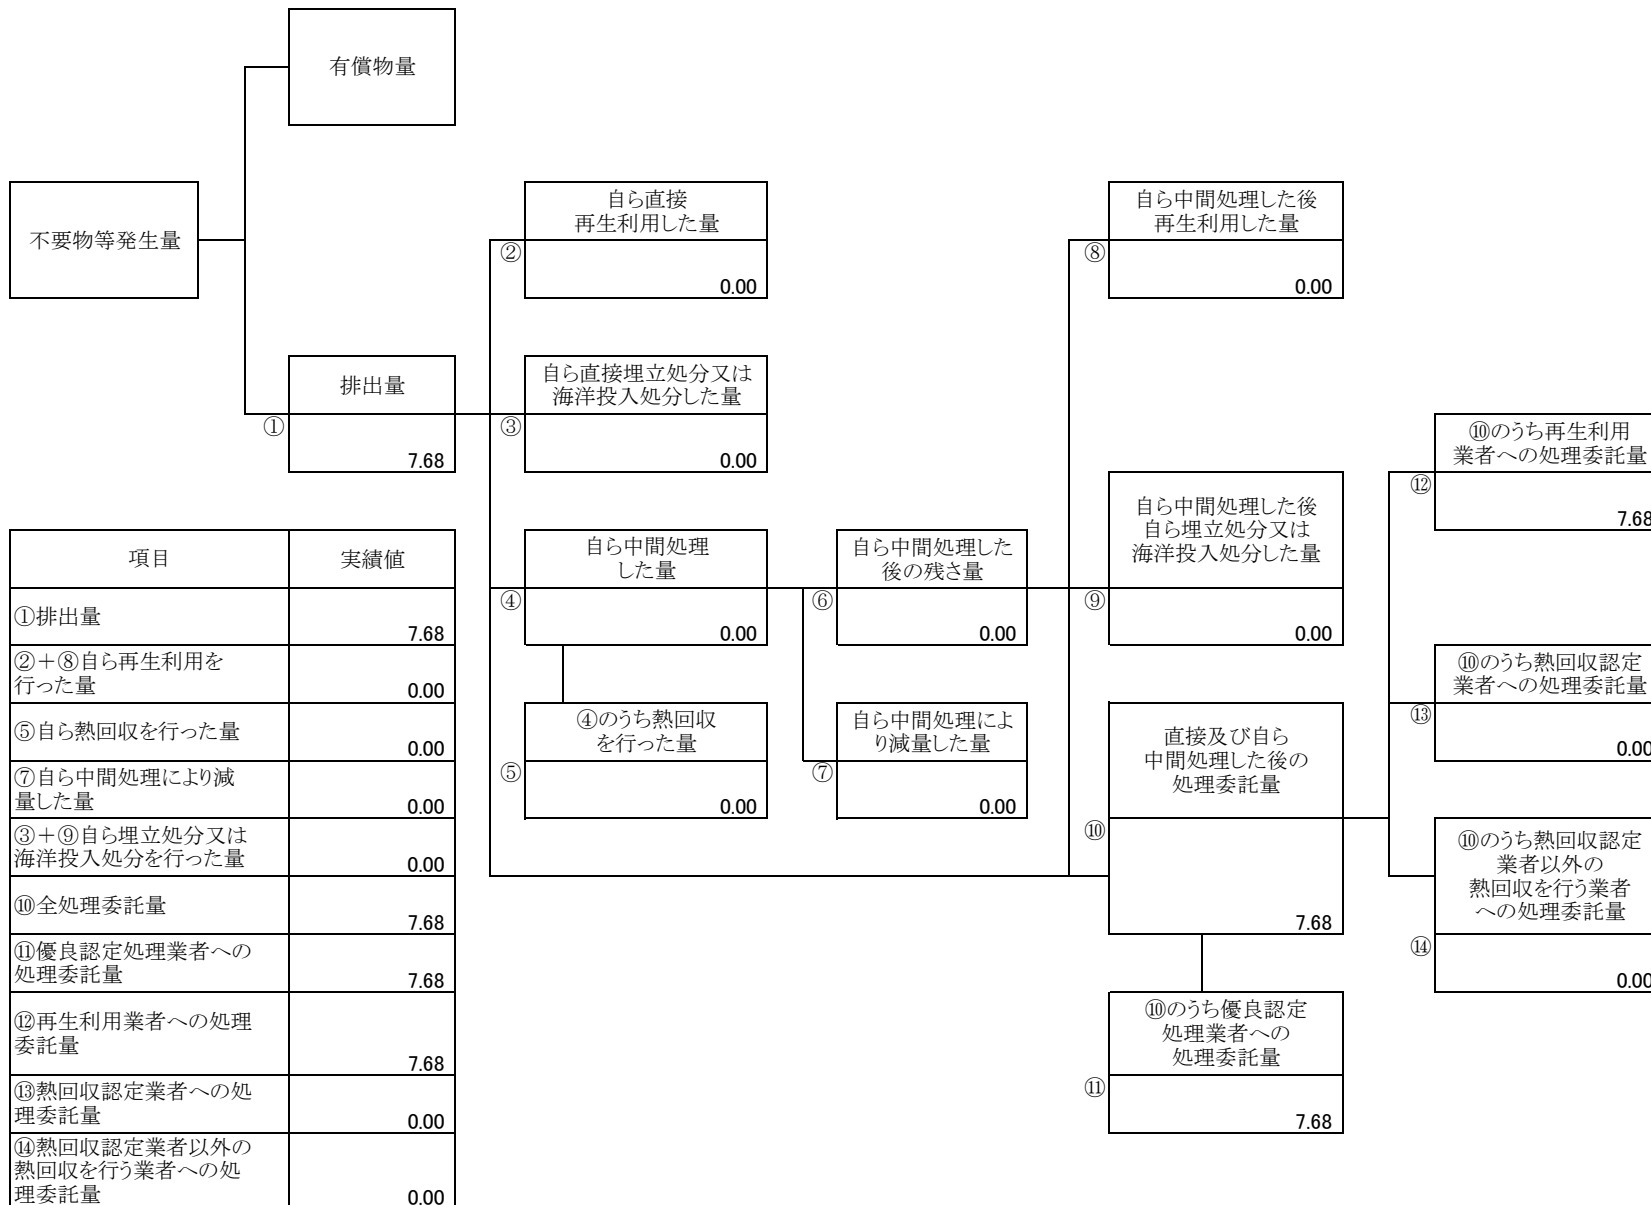 有償物量
不要物等発生量
自ら直接
再生利用した量
②
0.00
自ら中間処理した後
再生利用した量
⑧
0.00
排出量
①
7.68
自ら直接埋立処分又は
海洋投入処分した量
③
0.00
⑩のうち再生利用
業者への処理委託量
⑫
7.68
自ら中間処理した後
自ら埋立処分又は
海洋投入処分した量
⑨
0.00
自ら中間処理
した量
④
0.00
自ら中間処理した
後の残さ量
⑥
0.00
⑩のうち熱回収認定
業者への処理委託量
⑬
0.00
④のうち熱回収
を行った量
⑤
0.00
自ら中間処理によ
り減量した量
⑦
0.00
直接及び自ら
中間処理した後の
処理委託量
⑩
7.68
⑩のうち熱回収認定
業者以外の
熱回収を行う業者
への処理委託量
⑭
0.00
⑩のうち優良認定
処理業者への
処理委託量
⑪
7.68
項目 実績値
①排出量
7.68
②+⑧自ら再生利用を
行った量
0.00
⑤自ら熱回収を行った量
0.00
⑦自ら中間処理により減
量した量
0.00
③+⑨自ら埋立処分又は
海洋投入処分を行った量
0.00
⑩全処理委託量
7.68
⑪優良認定処理業者への
処理委託量
7.68
⑫再生利用業者への処理
委託量
7.68
⑬熱回収認定業者への処
理委託量
0.00
⑭熱回収認定業者以外の
熱回収を行う業者への処
理委託量
0.00